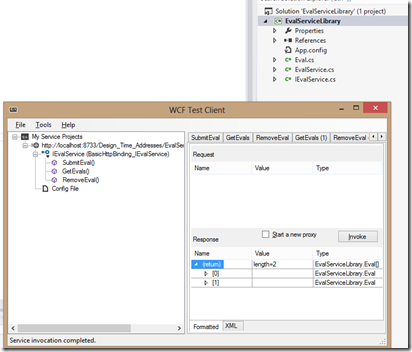 Solution 'EvalServiceLibrary' (1 project)
EvalServiceLibrary
Properties
References
App.config
Eval.cs
EvalService.cs
IEvalService.cs
WCF Test Client
File Tools Help
My Service Projects
http://localhost:8733/Design_Time_Addresses/EvalSer
IEvalService (BasicHttpBinding_IEvalService)
SubmitEval()
GetEvals()
RemoveEval()
Config File
SubmitEval GetEvals RemoveEval GetEvals (1) RemoveEval
Request
Name Value Type
Start a new proxy Invoke
Response
Name Value Type
(return) length=2 EvalServiceLibrary.Eval[]
[0] EvalServiceLibrary.Eval
[1] EvalServiceLibrary.Eval
Formatted XML
Service invocation completed.